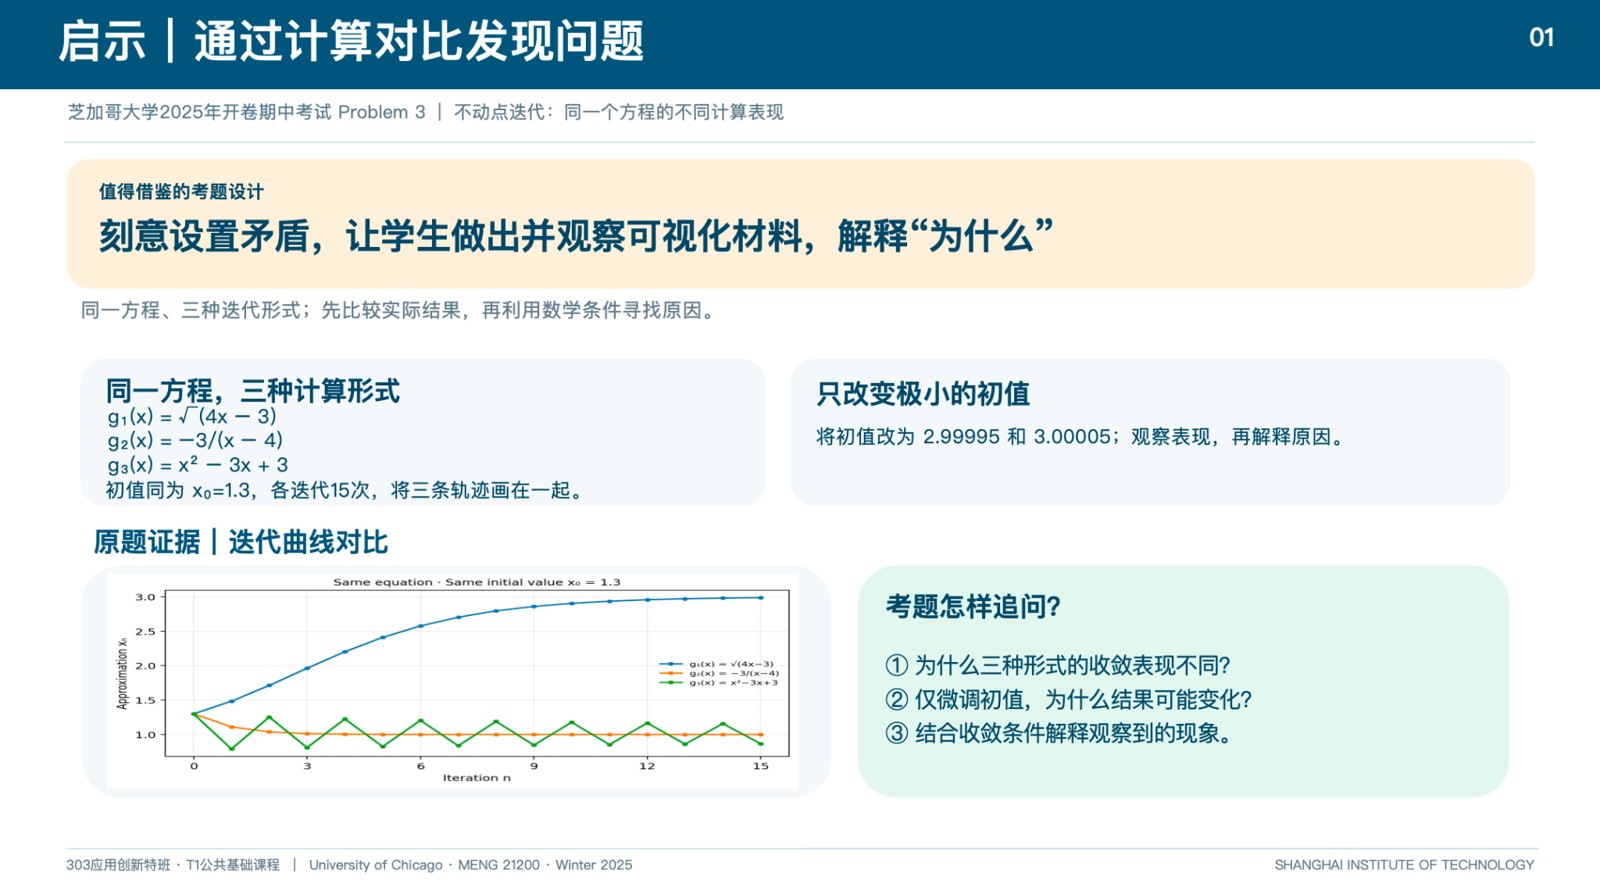 启示｜通过计算对比发现问题
01
芝加哥大学2025年开卷期中考试 Problem 3 ｜ 不动点迭代：同一个方程的不同计算表现
值得借鉴的考题设计
刻意设置矛盾，让学生做出并观察可视化材料，解释“为什么”
同一方程、三种迭代形式；先比较实际结果，再利用数学条件寻找原因。
同一方程，三种计算形式
g₁(x) = √‾(4x − 3)
g₂(x) = −3/(x − 4)
g₃(x) = x² − 3x + 3
初值同为 x₀=1.3，各迭代15次，将三条轨迹画在一起。
只改变极小的初值
将初值改为 2.99995 和 3.00005；观察表现，再解释原因。
原题证据｜迭代曲线对比
Same equation · Same initial value x₀ = 1.3
3.0
2.5
2.0
1.5
1.0
Approximation xₙ
g₁(x) = √(4x−3)
g₂(x) = −3/(x−4)
g₃(x) = x²−3x+3
0 3 6 9 12 15
Iteration n
考题怎样追问？
① 为什么三种形式的收敛表现不同？
② 仅微调初值，为什么结果可能变化？
③ 结合收敛条件解释观察到的现象。
303应用创新特班 · T1公共基础课程 ｜ University of Chicago · MENG 21200 · Winter 2025
SHANGHAI INSTITUTE OF TECHNOLOGY